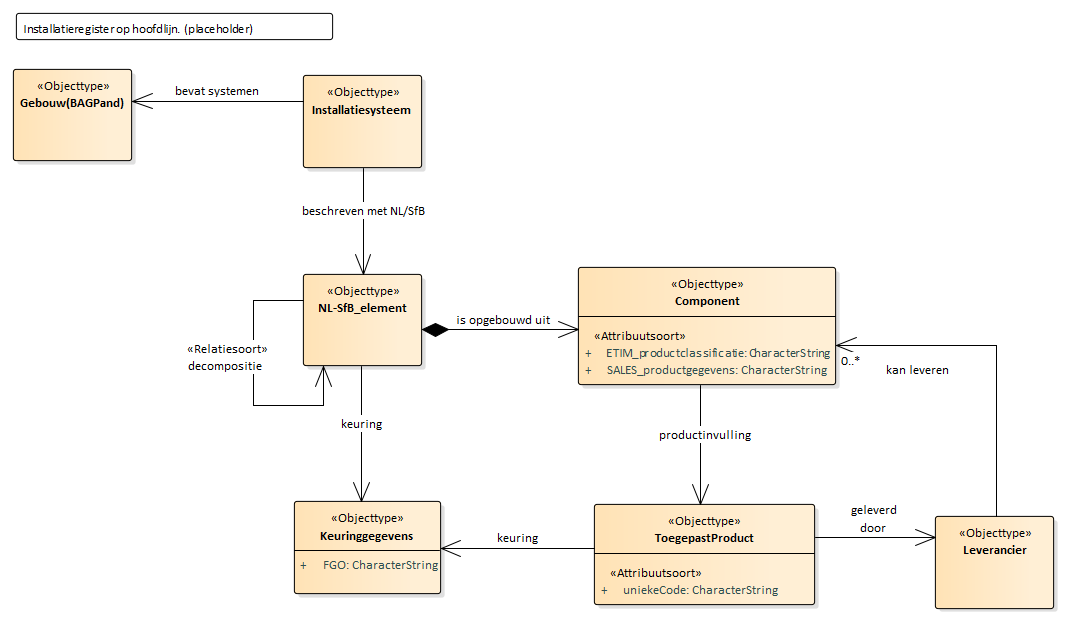 Installatieregister op hoofdlijn. (placeholder)
«Objecttype»
Gebouw(BAGPand)
bevat systemen
«Objecttype»
Installatiesysteem
beschreven met NL/SfB
«Objecttype»
NL-SfB_element
«Relatiesoort»
decompositie
is opgebouwd uit
«Objecttype»
Component
«Attribuutsoort»
+ ETIM_productclassificatie: CharacterString
+ SALES_productgegevens: CharacterString
0..*
kan leveren
keuring
productinvulling
«Objecttype»
Keuringgegevens
+ FGO: CharacterString
keuring
«Objecttype»
ToegepastProduct
«Attribuutsoort»
+ uniekeCode: CharacterString
geleverd
door
«Objecttype»
Leverancier